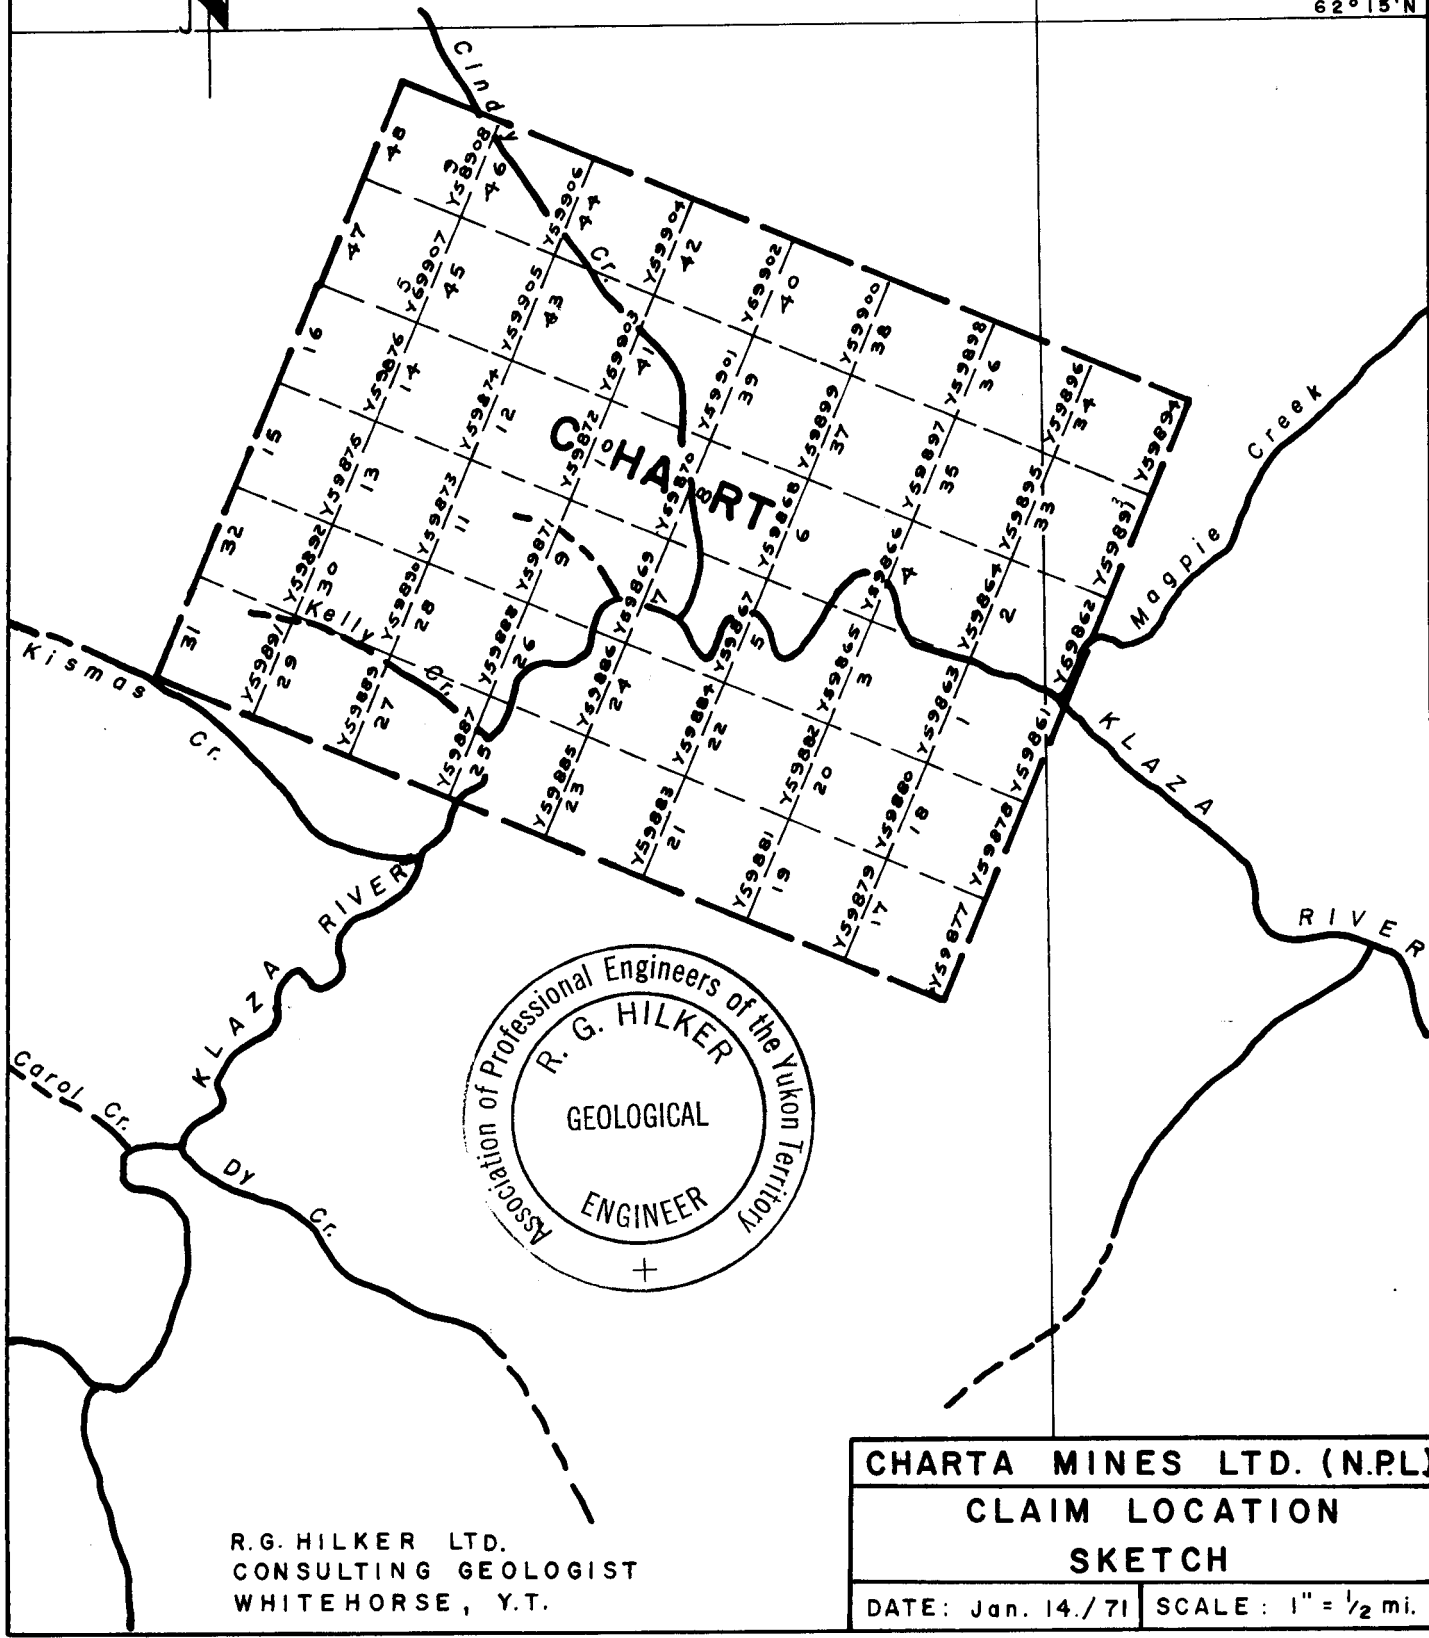 62°15'N
Cindy Cr.
48
9
Y58908
46
Y59906
44
Y59904
42
Y59902
40
Y59900
38
Y59898
36
Y59896
34
Y59894
47
5
Y69907
45
Y59905
43
Y59903
41
Y59901
39
Y59899
37
Y59897
35
Y59895
33
Y59893
16
Y59876
14
Y59874
12
Y59872
10
Y59870
8
Y59868
6
Y59866
4
Y59864
2
Y59862
CHART
15
Y59875
13
Y59873
11
Y59871
9
Y59869
7
Y59867
5
Y59865
3
Y59863
1
Y59861
32
Y59892
30
Y59890
28
Y59888
26
Y59886
24
Y59884
22
Y59882
20
Y59880
18
Y59878
31
Y59891
29
Y59889
27
Y59887
25
Y59885
23
Y59883
21
Y59881
19
Y59879
17
Y59877
Kelly Cr.
Kismas Cr.
Magpie Creek
KLAZA RIVER
KLAZA RIVER
Carol Cr.
Dy Cr.
Association of Professional Engineers of the Yukon Territory
R. G. HILKER
GEOLOGICAL
ENGINEER
R.G. HILKER LTD.
CONSULTING GEOLOGIST
WHITEHORSE, Y.T.
CHARTA MINES LTD. (N.P.L.)
CLAIM LOCATION
SKETCH
DATE: Jan. 14./71
SCALE: 1" = 1/2 mi.